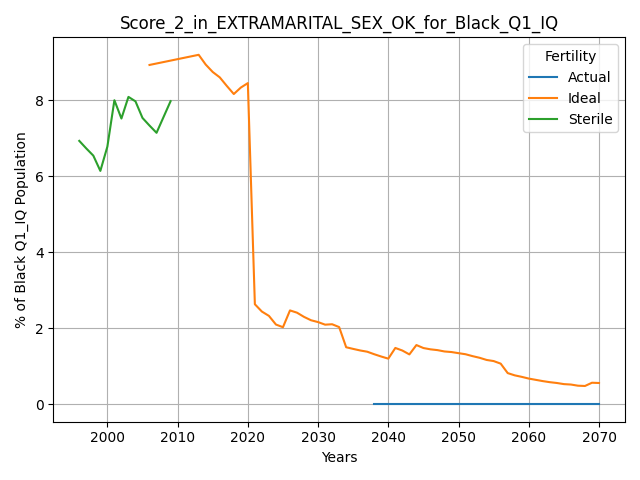 Score_2_in_EXTRAMARITAL_SEX_OK_for_Black_Q1_IQ
% of Black Q1_IQ Population
8
6
4
2
0
Fertility
Actual
Ideal
Sterile
2000 2010 2020 2030 2040 2050 2060 2070
Years